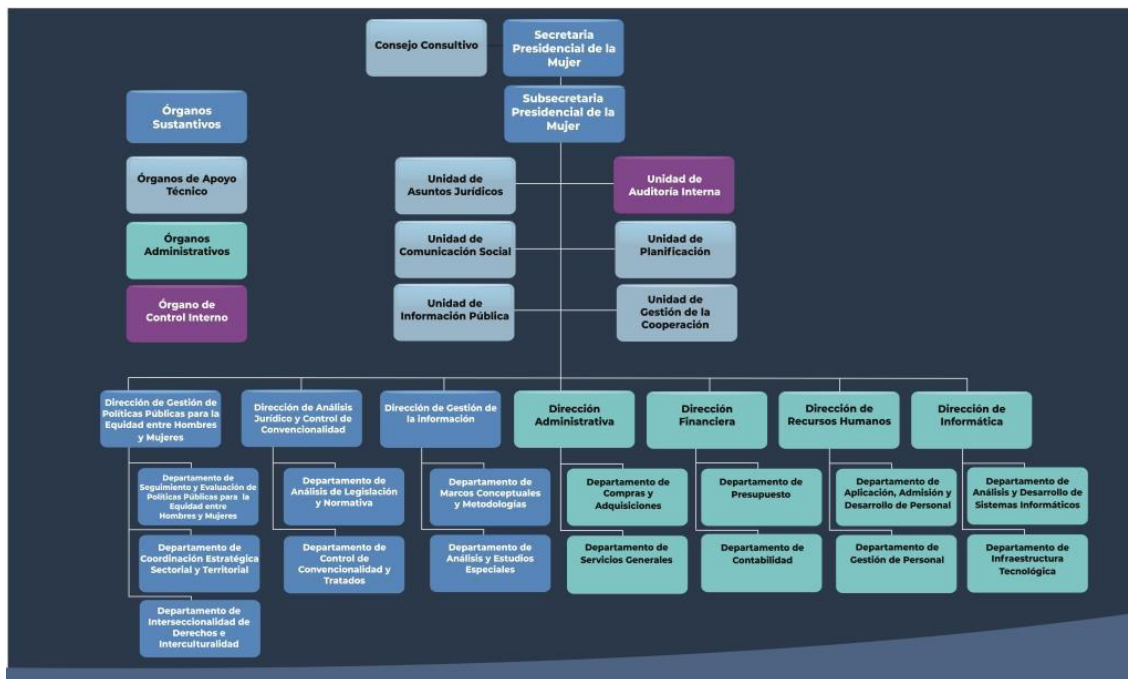 Consejo Consultivo
Secretaria
Presidencial de la
Mujer
Subsecretaria
Presidencial de la
Mujer
Órganos
Sustantivos
Órganos de Apoyo
Técnico
Órganos
Administrativos
Órgano de
Control Interno
Unidad de
Asuntos Jurídicos
Unidad de
Auditoría Interna
Unidad de
Comunicación Social
Unidad de
Planificación
Unidad de
Información Pública
Unidad de
Gestión de la
Cooperación
Dirección de Gestión de
Políticas Públicas para la
Equidad entre Hombres
y Mujeres
Dirección de Análisis
Jurídico y Control de
Convencionalidad
Dirección de Gestión de
la información
Dirección
Administrativa
Dirección
Financiera
Dirección de
Recursos Humanos
Dirección de
Informática
Departamento de
Seguimiento y Evaluación de
Políticas Públicas para la
Equidad entre
Hombres y Mujeres
Departamento de
Análisis de Legislación y
Normativa
Departamento de
Marcos Conceptuales
y Metodologías
Departamento de
Compras y
Adquisiciones
Departamento de
Presupuesto
Departamento de
Aplicación, Admisión y
Desarrollo de Personal
Departamento de
Análisis y Desarrollo de
Sistemas Informáticos
Departamento de
Coordinación Estratégica
Sectorial y Territorial
Departamento de
Control de
Convencionalidad y
Tratados
Departamento de
Análisis y Estudios
Especiales
Departamento de
Servicios Generales
Departamento de
Contabilidad
Departamento de
Gestión de Personal
Departamento de
Infraestructura
Tecnológica
Departamento de
Interseccionalidad de
Derechos e
Interculturalidad